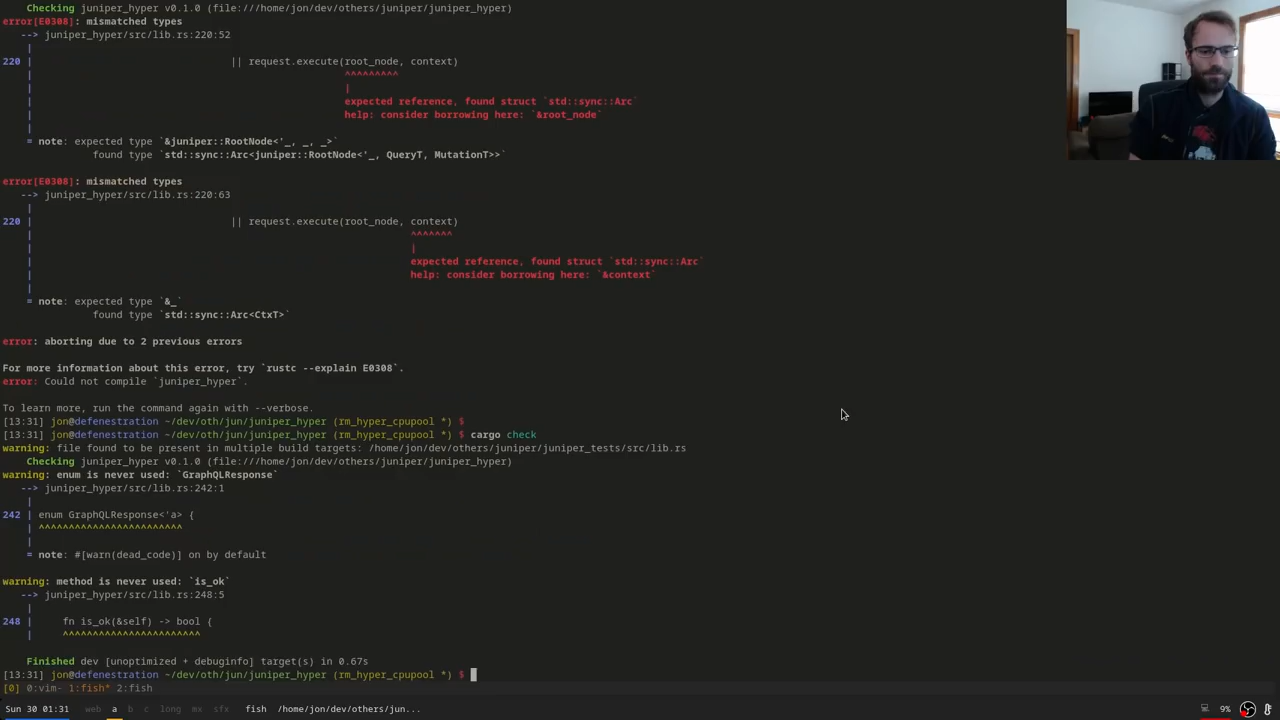 Checking juniper_hyper v0.1.0 (file:///home/jon/dev/others/juniper/juniper_hyper)
error[E0308]: mismatched types
   --> juniper_hyper/src/lib.rs:220:52
    |
220 |                                 || request.execute(root_node, context)
    |                                                    ^^^^^^^^^
    |                                                    |
    |                                                    expected reference, found struct `std::sync::Arc`
    |                                                    help: consider borrowing here: `&root_node`
    |
    = note: expected type `&juniper::RootNode<'_, _, _>`
               found type `std::sync::Arc<juniper::RootNode<'_, QueryT, MutationT>>`
error[E0308]: mismatched types
   --> juniper_hyper/src/lib.rs:220:63
    |
220 |                                 || request.execute(root_node, context)
    |                                                               ^^^^^^^
    |                                                               |
    |                                                               expected reference, found struct `std::sync::Arc`
    |                                                               help: consider borrowing here: `&context`
    |
    = note: expected type `&_`
               found type `std::sync::Arc<CtxT>`
error: aborting due to 2 previous errors
For more information about this error, try `rustc --explain E0308`.
error: Could not compile `juniper_hyper`.
To learn more, run the command again with --verbose.
[13:31] jon@defenestration ~/dev/oth/jun/juniper_hyper (rm_hyper_cpupool *) $
[13:31] jon@defenestration ~/dev/oth/jun/juniper_hyper (rm_hyper_cpupool *) $ cargo check
warning: file found to be present in multiple build targets: /home/jon/dev/others/juniper/juniper_tests/src/lib.rs
    Checking juniper_hyper v0.1.0 (file:///home/jon/dev/others/juniper/juniper_hyper)
warning: enum is never used: `GraphQLResponse`
   --> juniper_hyper/src/lib.rs:242:1
    |
242 | enum GraphQLResponse<'a> {
    | ^^^^^^^^^^^^^^^^^^^^^^^^
    |
    = note: #[warn(dead_code)] on by default
warning: method is never used: `is_ok`
   --> juniper_hyper/src/lib.rs:248:5
    |
248 |     fn is_ok(&self) -> bool {
    |     ^^^^^^^^^^^^^^^^^^^^^^^
    Finished dev [unoptimized + debuginfo] target(s) in 0.67s
[13:31] jon@defenestration ~/dev/oth/jun/juniper_hyper (rm_hyper_cpupool *) $
[0] 0:vim- 1:fish* 2:fish
Sun 30 01:31 web a b c long mx sfx fish /home/jon/dev/others/jun... 9%